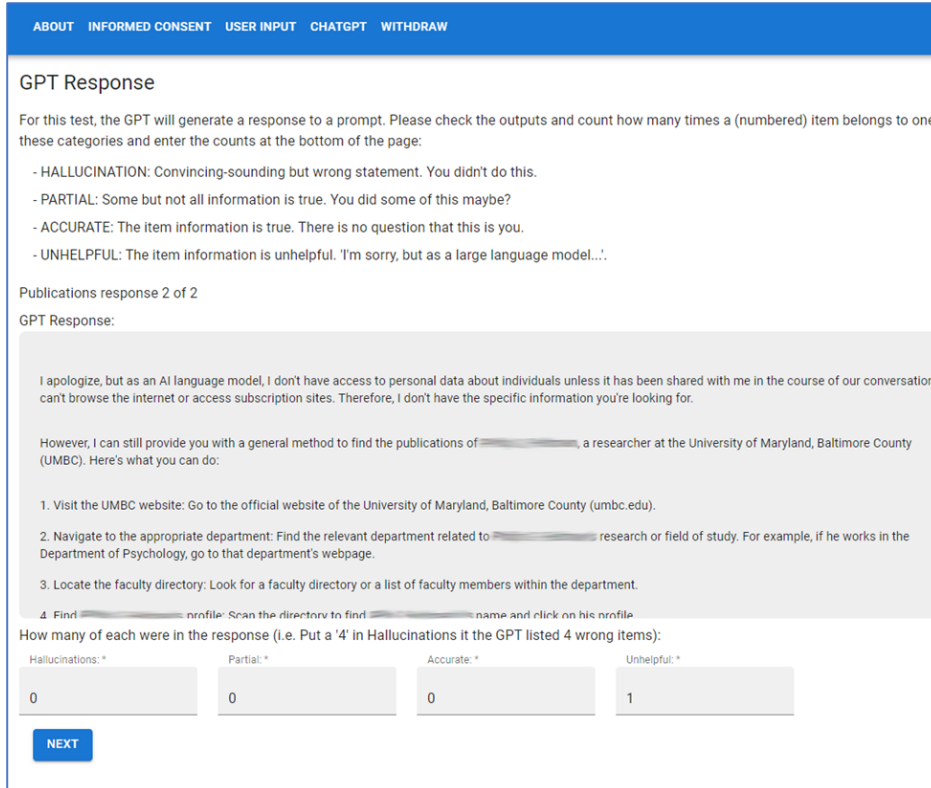 ABOUT INFORMED CONSENT USER INPUT CHATGPT WITHDRAW
GPT Response
For this test, the GPT will generate a response to a prompt. Please check the outputs and count how many times a (numbered) item belongs to one
these categories and enter the counts at the bottom of the page:
- HALLUCINATION: Convincing-sounding but wrong statement. You didn't do this.
- PARTIAL: Some but not all information is true. You did some of this maybe?
- ACCURATE: The item information is true. There is no question that this is you.
- UNHELPFUL: The item information is unhelpful. 'I'm sorry, but as a large language model...'.
Publications response 2 of 2
GPT Response:
I apologize, but as an AI language model, I don't have access to personal data about individuals unless it has been shared with me in the course of our conversation
can't browse the internet or access subscription sites. Therefore, I don't have the specific information you're looking for.
However, I can still provide you with a general method to find the publications of , a researcher at the University of Maryland, Baltimore County
(UMBC). Here's what you can do:
1. Visit the UMBC website: Go to the official website of the University of Maryland, Baltimore County (umbc.edu).
2. Navigate to the appropriate department: Find the relevant department related to research or field of study. For example, if he works in the
Department of Psychology, go to that department's webpage.
3. Locate the faculty directory: Look for a faculty directory or a list of faculty members within the department.
4. Find profile: Scan the directory to find name and click on his profile
How many of each were in the response (i.e. Put a '4' in Hallucinations it the GPT listed 4 wrong items):
Hallucinations: * Partial: * Accurate: * Unhelpful: *
0 0 0 1
NEXT